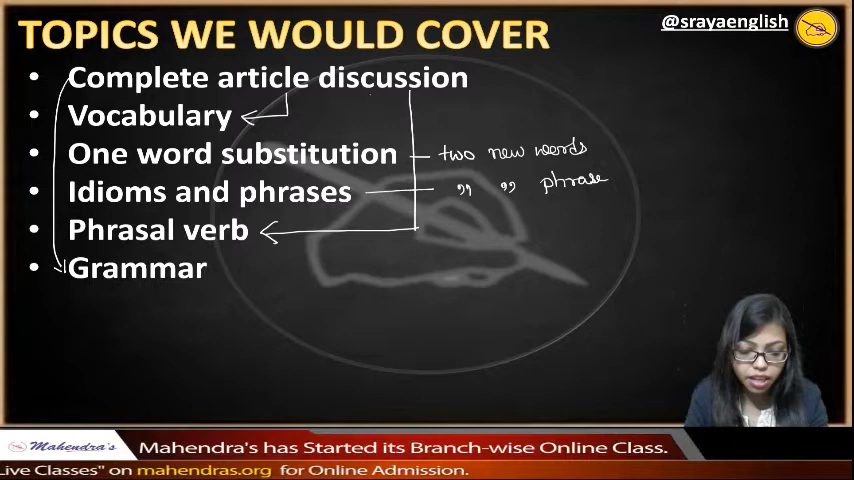 TOPICS WE WOULD COVER
@srayaenglish
• Complete article discussion
• Vocabulary
• One word substitution — two new words
• Idioms and phrases — " " phrase
• Phrasal verb
• Grammar
Mahendra's
Mahendra's has Started its Branch-wise Online Class.
Live Classes" on mahendras.org for Online Admission.